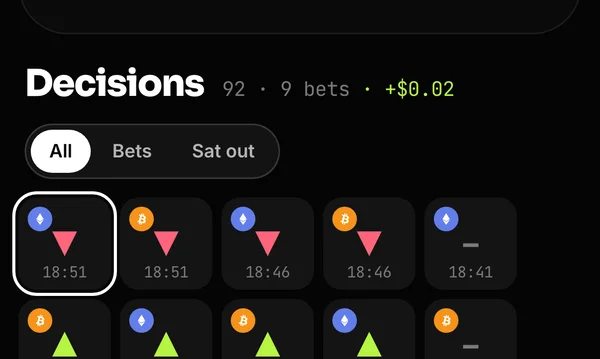 Decisions 92 · 9 bets · +$0.02
All Bets Sat out
18:51 18:51 18:46 18:46 18:41